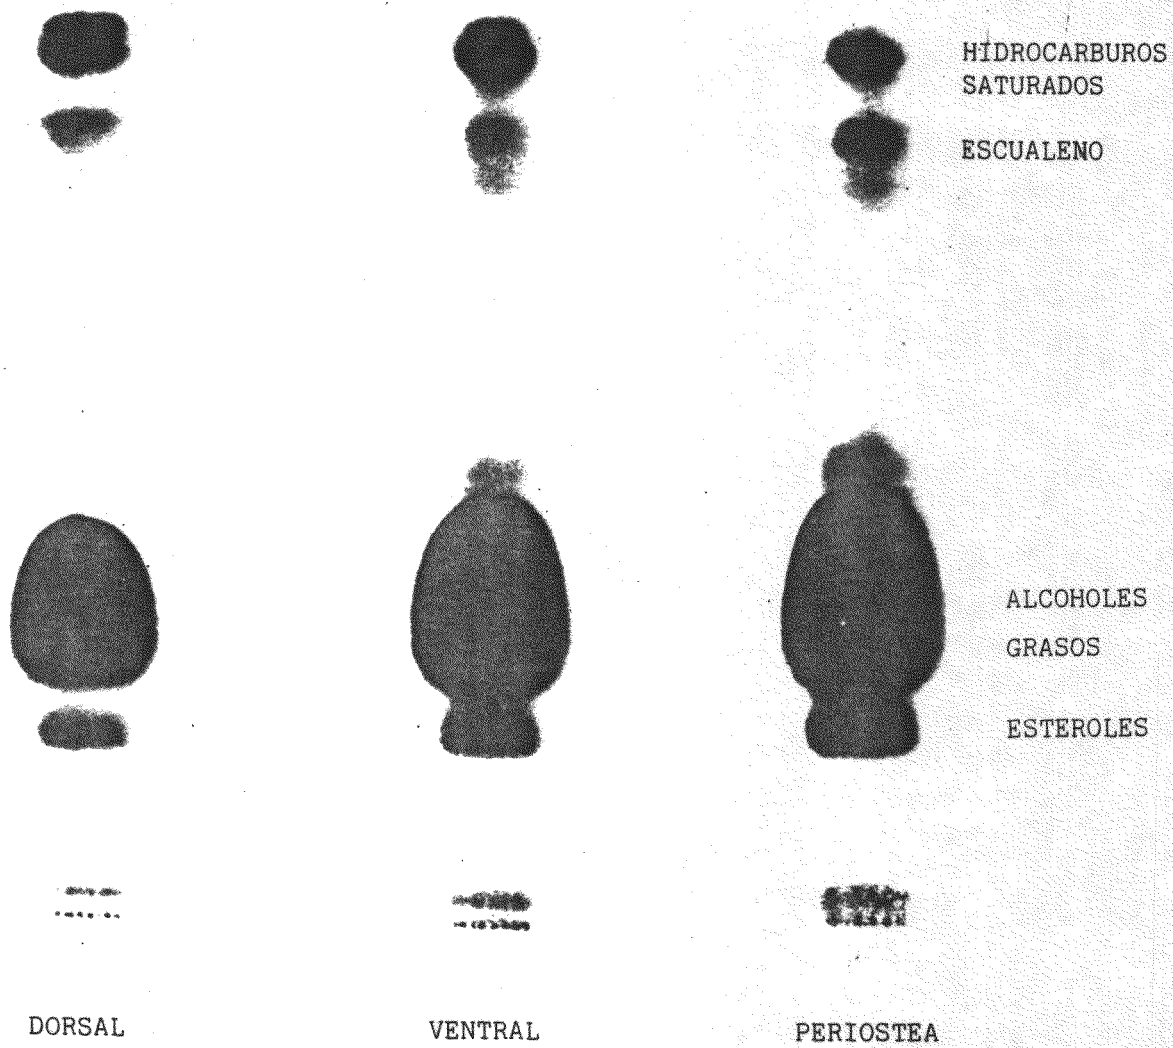 HIDROCARBUROS
SATURADOS
ESCUALENO
ALCOHOLES
GRASOS
ESTEROLES
DORSAL
VENTRAL
PERIOSTEA